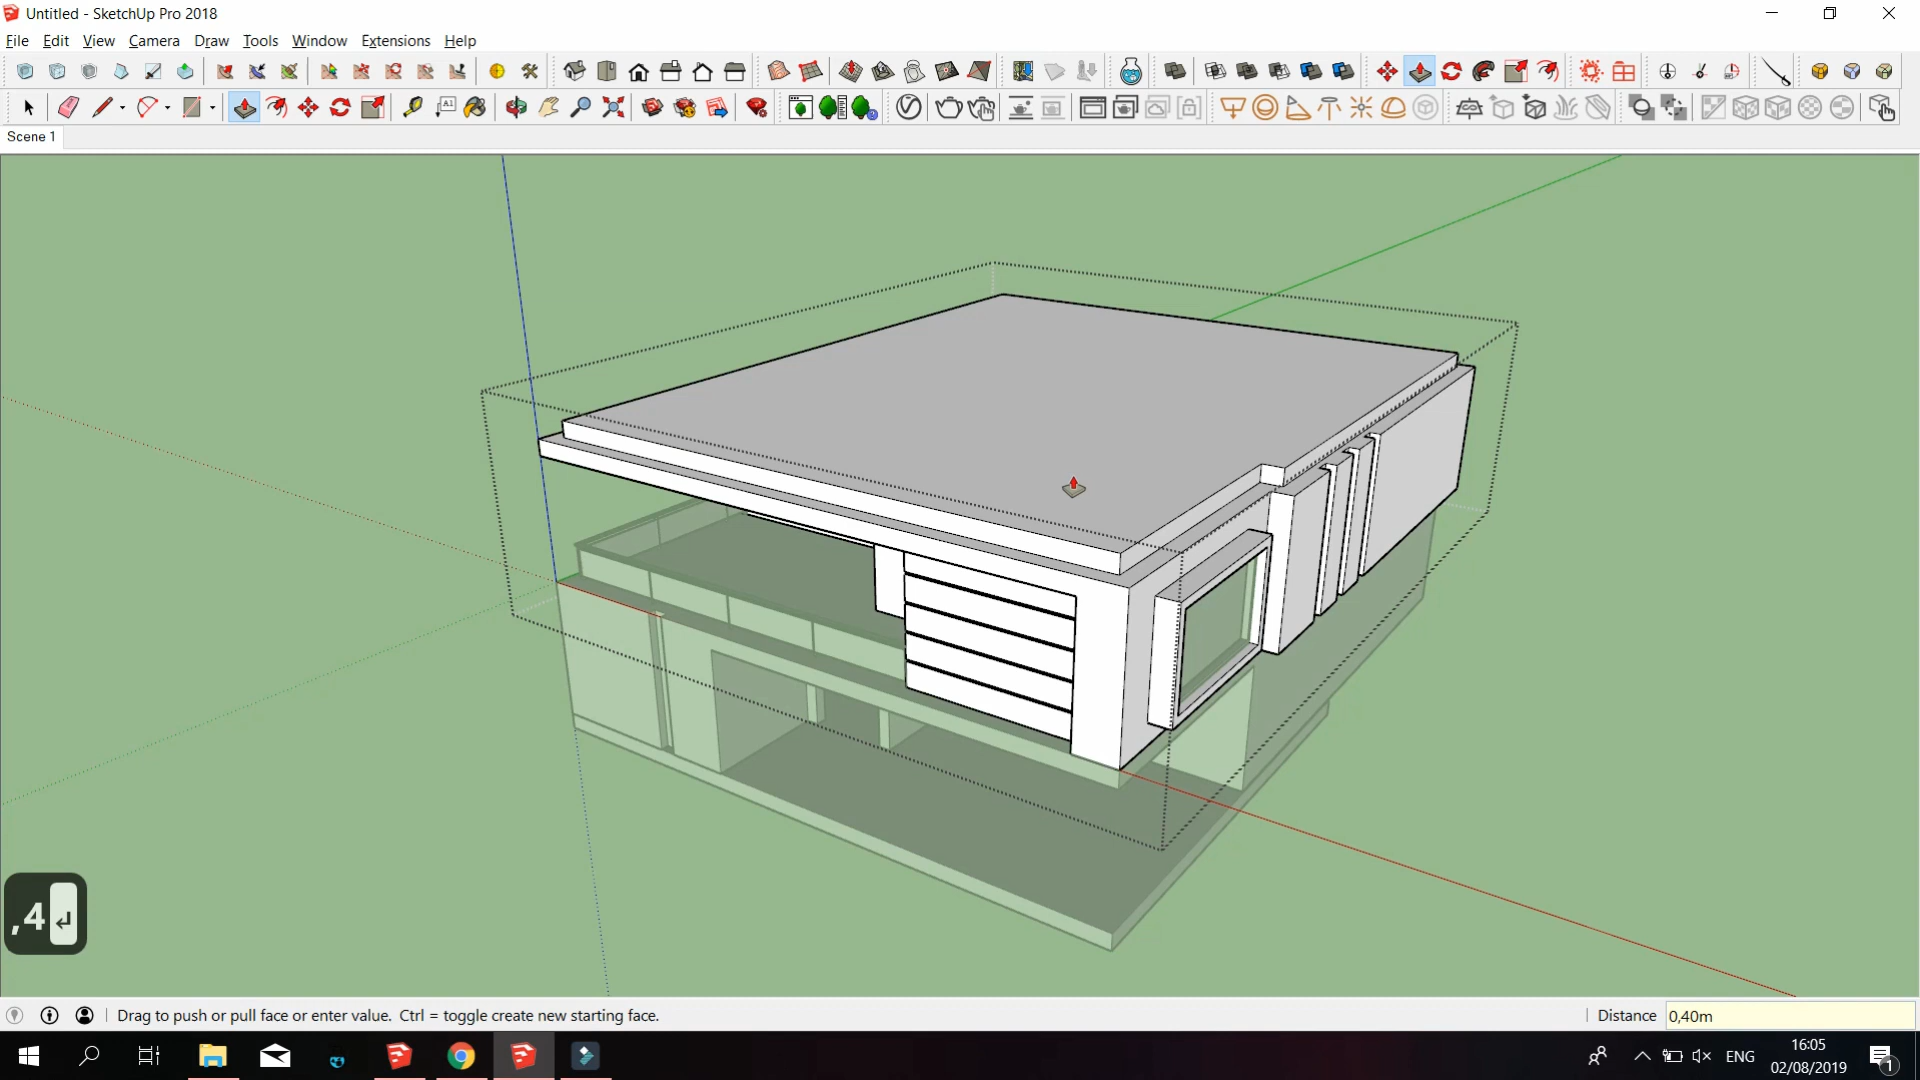 Untitled - SketchUp Pro 2018
File Edit View Camera Draw Tools Window Extensions Help
A1
Scene 1
,4
Drag to push or pull face or enter value. Ctrl = toggle create new starting face.
Distance 0,40m
ENG
16:05
02/08/2019
1